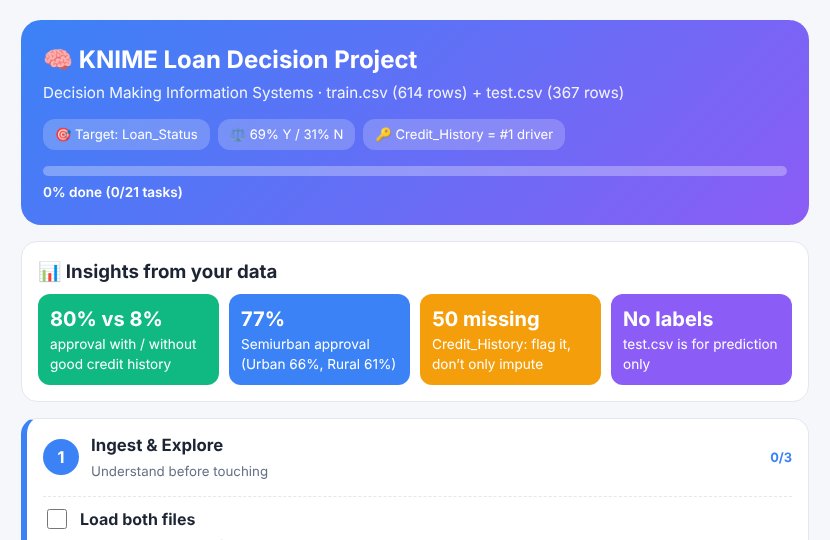 🧠 KNIME Loan Decision Project
Decision Making Information Systems · train.csv (614 rows) + test.csv (367 rows)
🎯 Target: Loan_Status
⚖️ 69% Y / 31% N
🔑 Credit_History = #1 driver
0% done (0/21 tasks)
📊 Insights from your data
80% vs 8%
approval with / without
good credit history
77%
Semiurban approval
(Urban 66%, Rural 61%)
50 missing
Credit_History: flag it,
don't only impute
No labels
test.csv is for prediction
only
1
Ingest & Explore
Understand before touching
0/3
Load both files